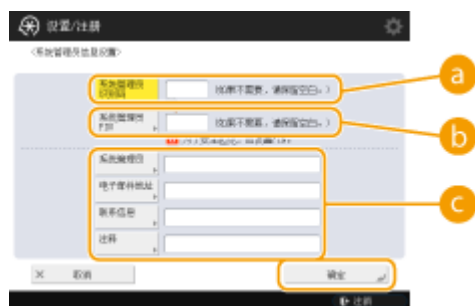 设置/注册
<系统管理员信息设置>
系统管理员
识别码
(如果不需要，请保留空白。)
a
系统管理员
PIN
(如果不需要，请保留空白。)
b
系统管理员
电子邮件地址
c
联系信息
注释
× 取消
确定
注销